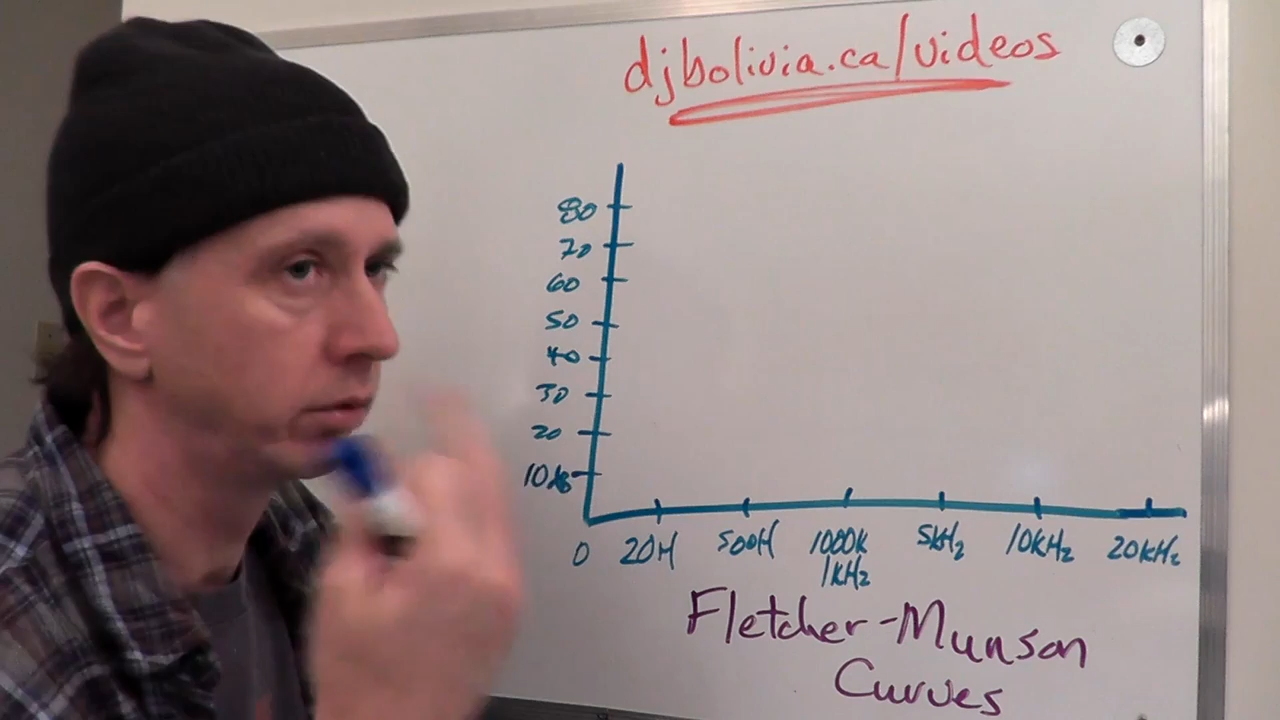 djbolivia.ca/videos
80
70
60
50
40
30
20
10db
0 20H 500H 1000K 5kHz 10kHz 20kHz
1kHz
Fletcher-Munson
Curves